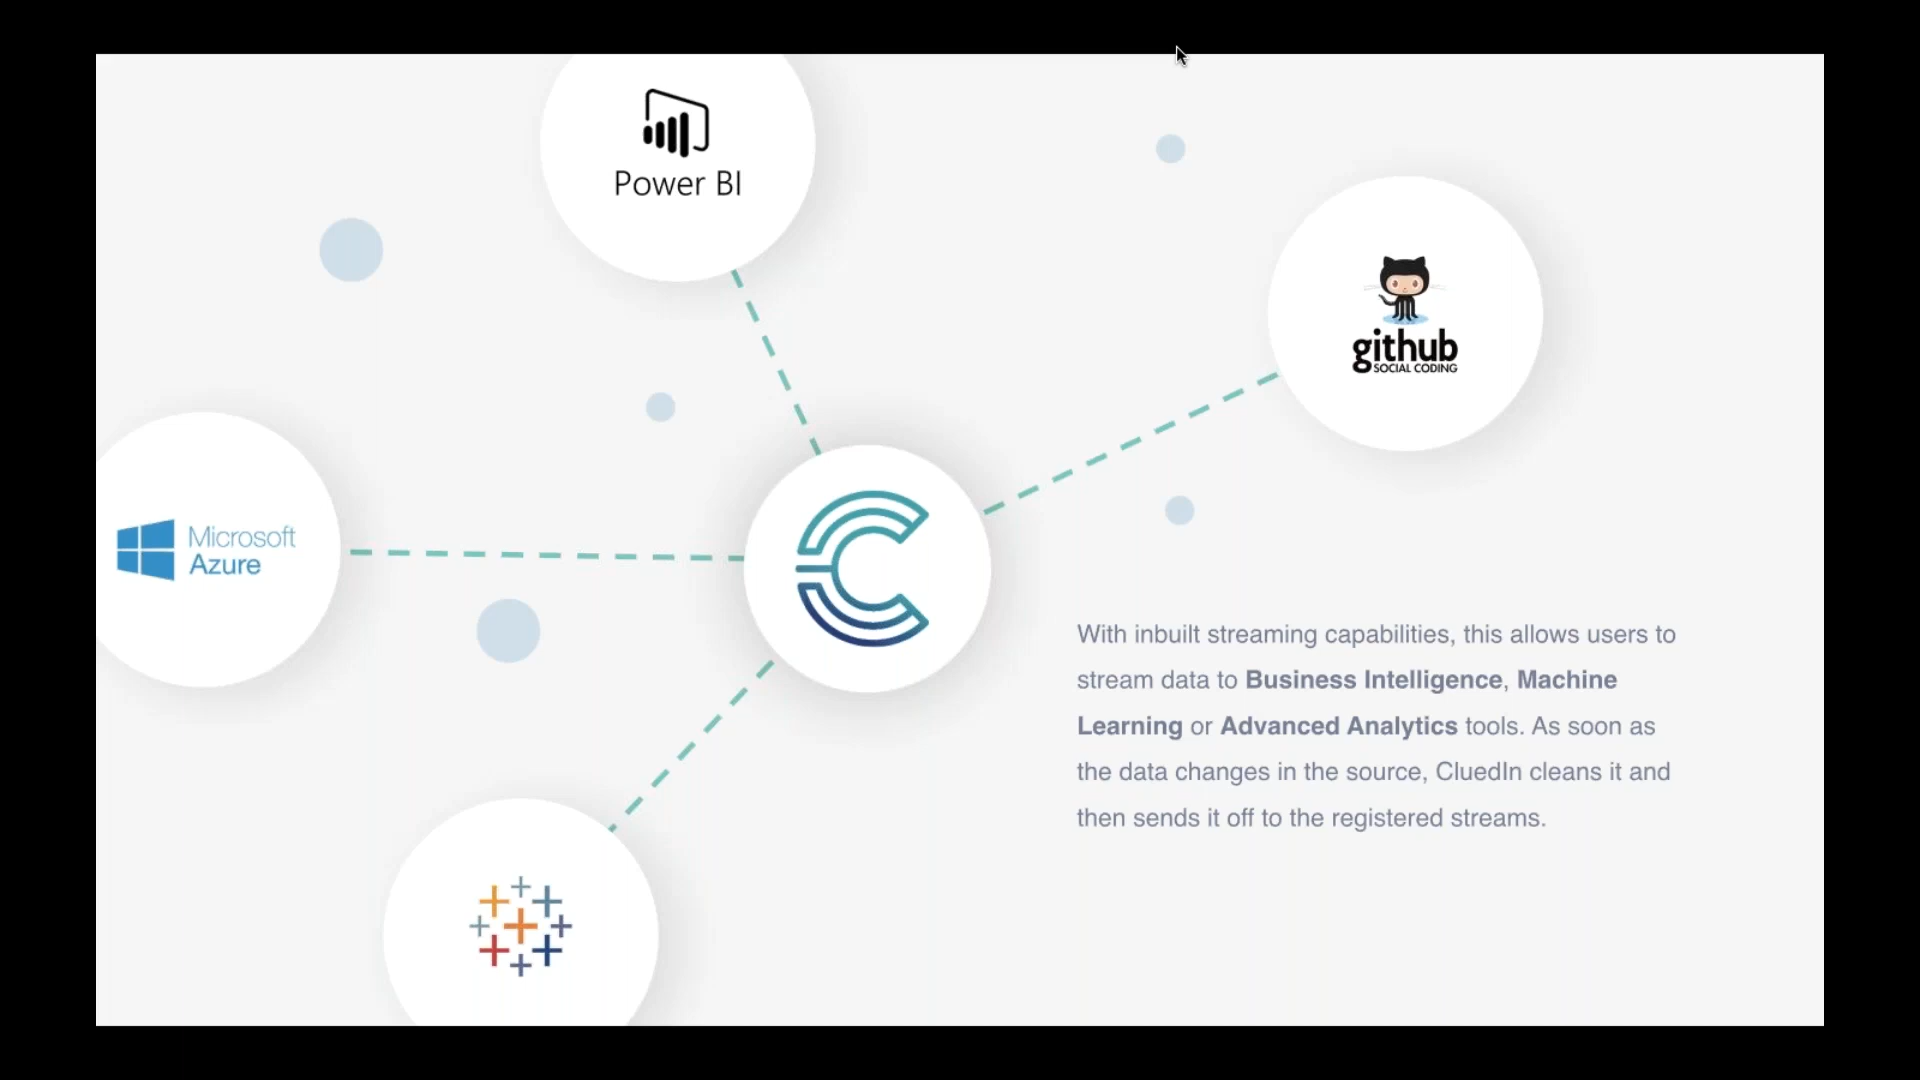 Power BI
github
SOCIAL CODING
Microsoft
Azure
With inbuilt streaming capabilities, this allows users to
stream data to Business Intelligence, Machine
Learning or Advanced Analytics tools. As soon as
the data changes in the source, CluedIn cleans it and
then sends it off to the registered streams.